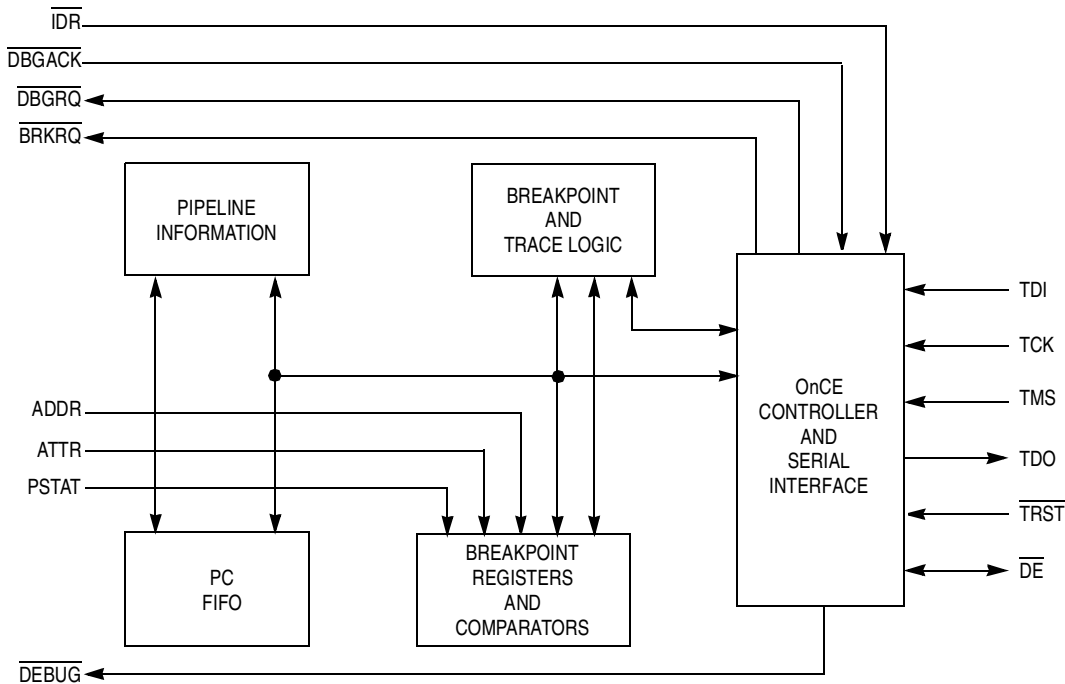 IDR
DBGACK
DBGRQ
BRKRQ
PIPELINE
INFORMATION
BREAKPOINT
AND
TRACE LOGIC
ADDR
ATTR
PSTAT
PC
FIFO
BREAKPOINT
REGISTERS
AND
COMPARATORS
OnCE
CONTROLLER
AND
SERIAL
INTERFACE
TDI
TCK
TMS
TDO
TRST
DE
DEBUG